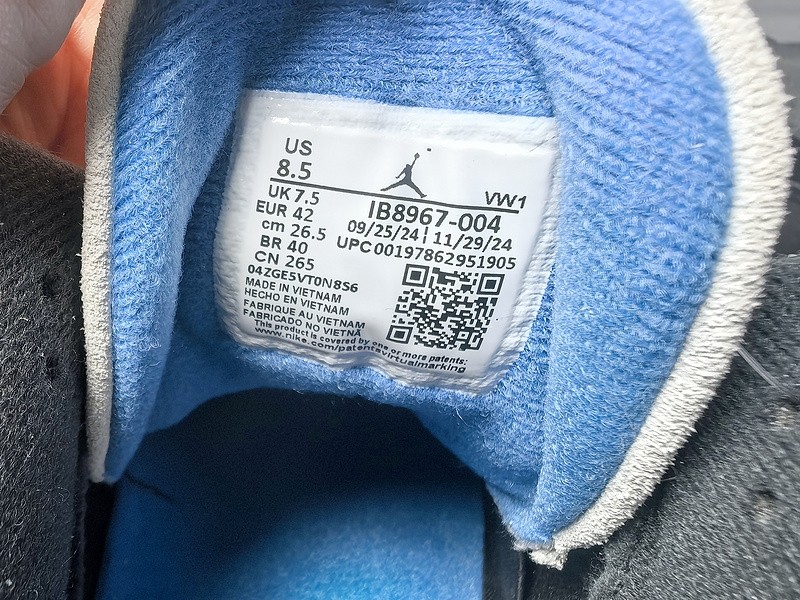 US
8.5
VW1
UK 7.5
EUR 42
cm 26.5
BR 40
CN 265
IB8967-004
09/25/24 | 11/29/24
UPC00197862951905
04ZGE5VT0N8S6
MADE IN VIETNAM
HECHO EN VIETNAM
FABRIQUE AU VIETNAM
FABRICADO NO VIETNÃ
This product is covered by one or more patents:
www.nike.com/patentsvirtualmarking